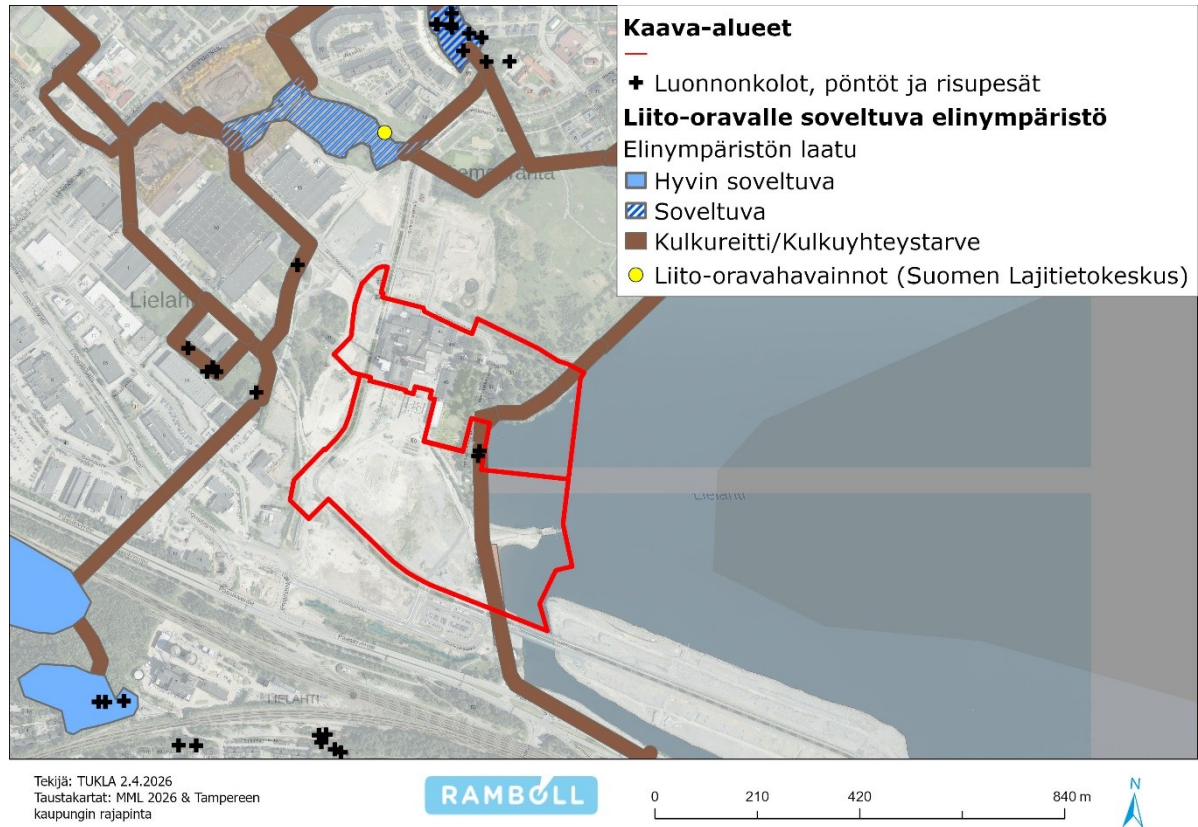 Kaava-alueet
Luonnonkolot, pöntöt ja risupesät
Liito-oravalle soveltuva elinympäristö
Elinympäristön laatu
Hyvin soveltuva
Soveltuva
Kulkureitti/Kulkuyhteystarve
Liito-oravahavainnot (Suomen Lajitietokeskus)
Lielahti
LIELAHTI
Tekijä: TUKLA 2.4.2026
Taustakartat: MML 2026 & Tampereen
kaupungin rajapinta
RAMBOLL
0 210 420 840 m
N